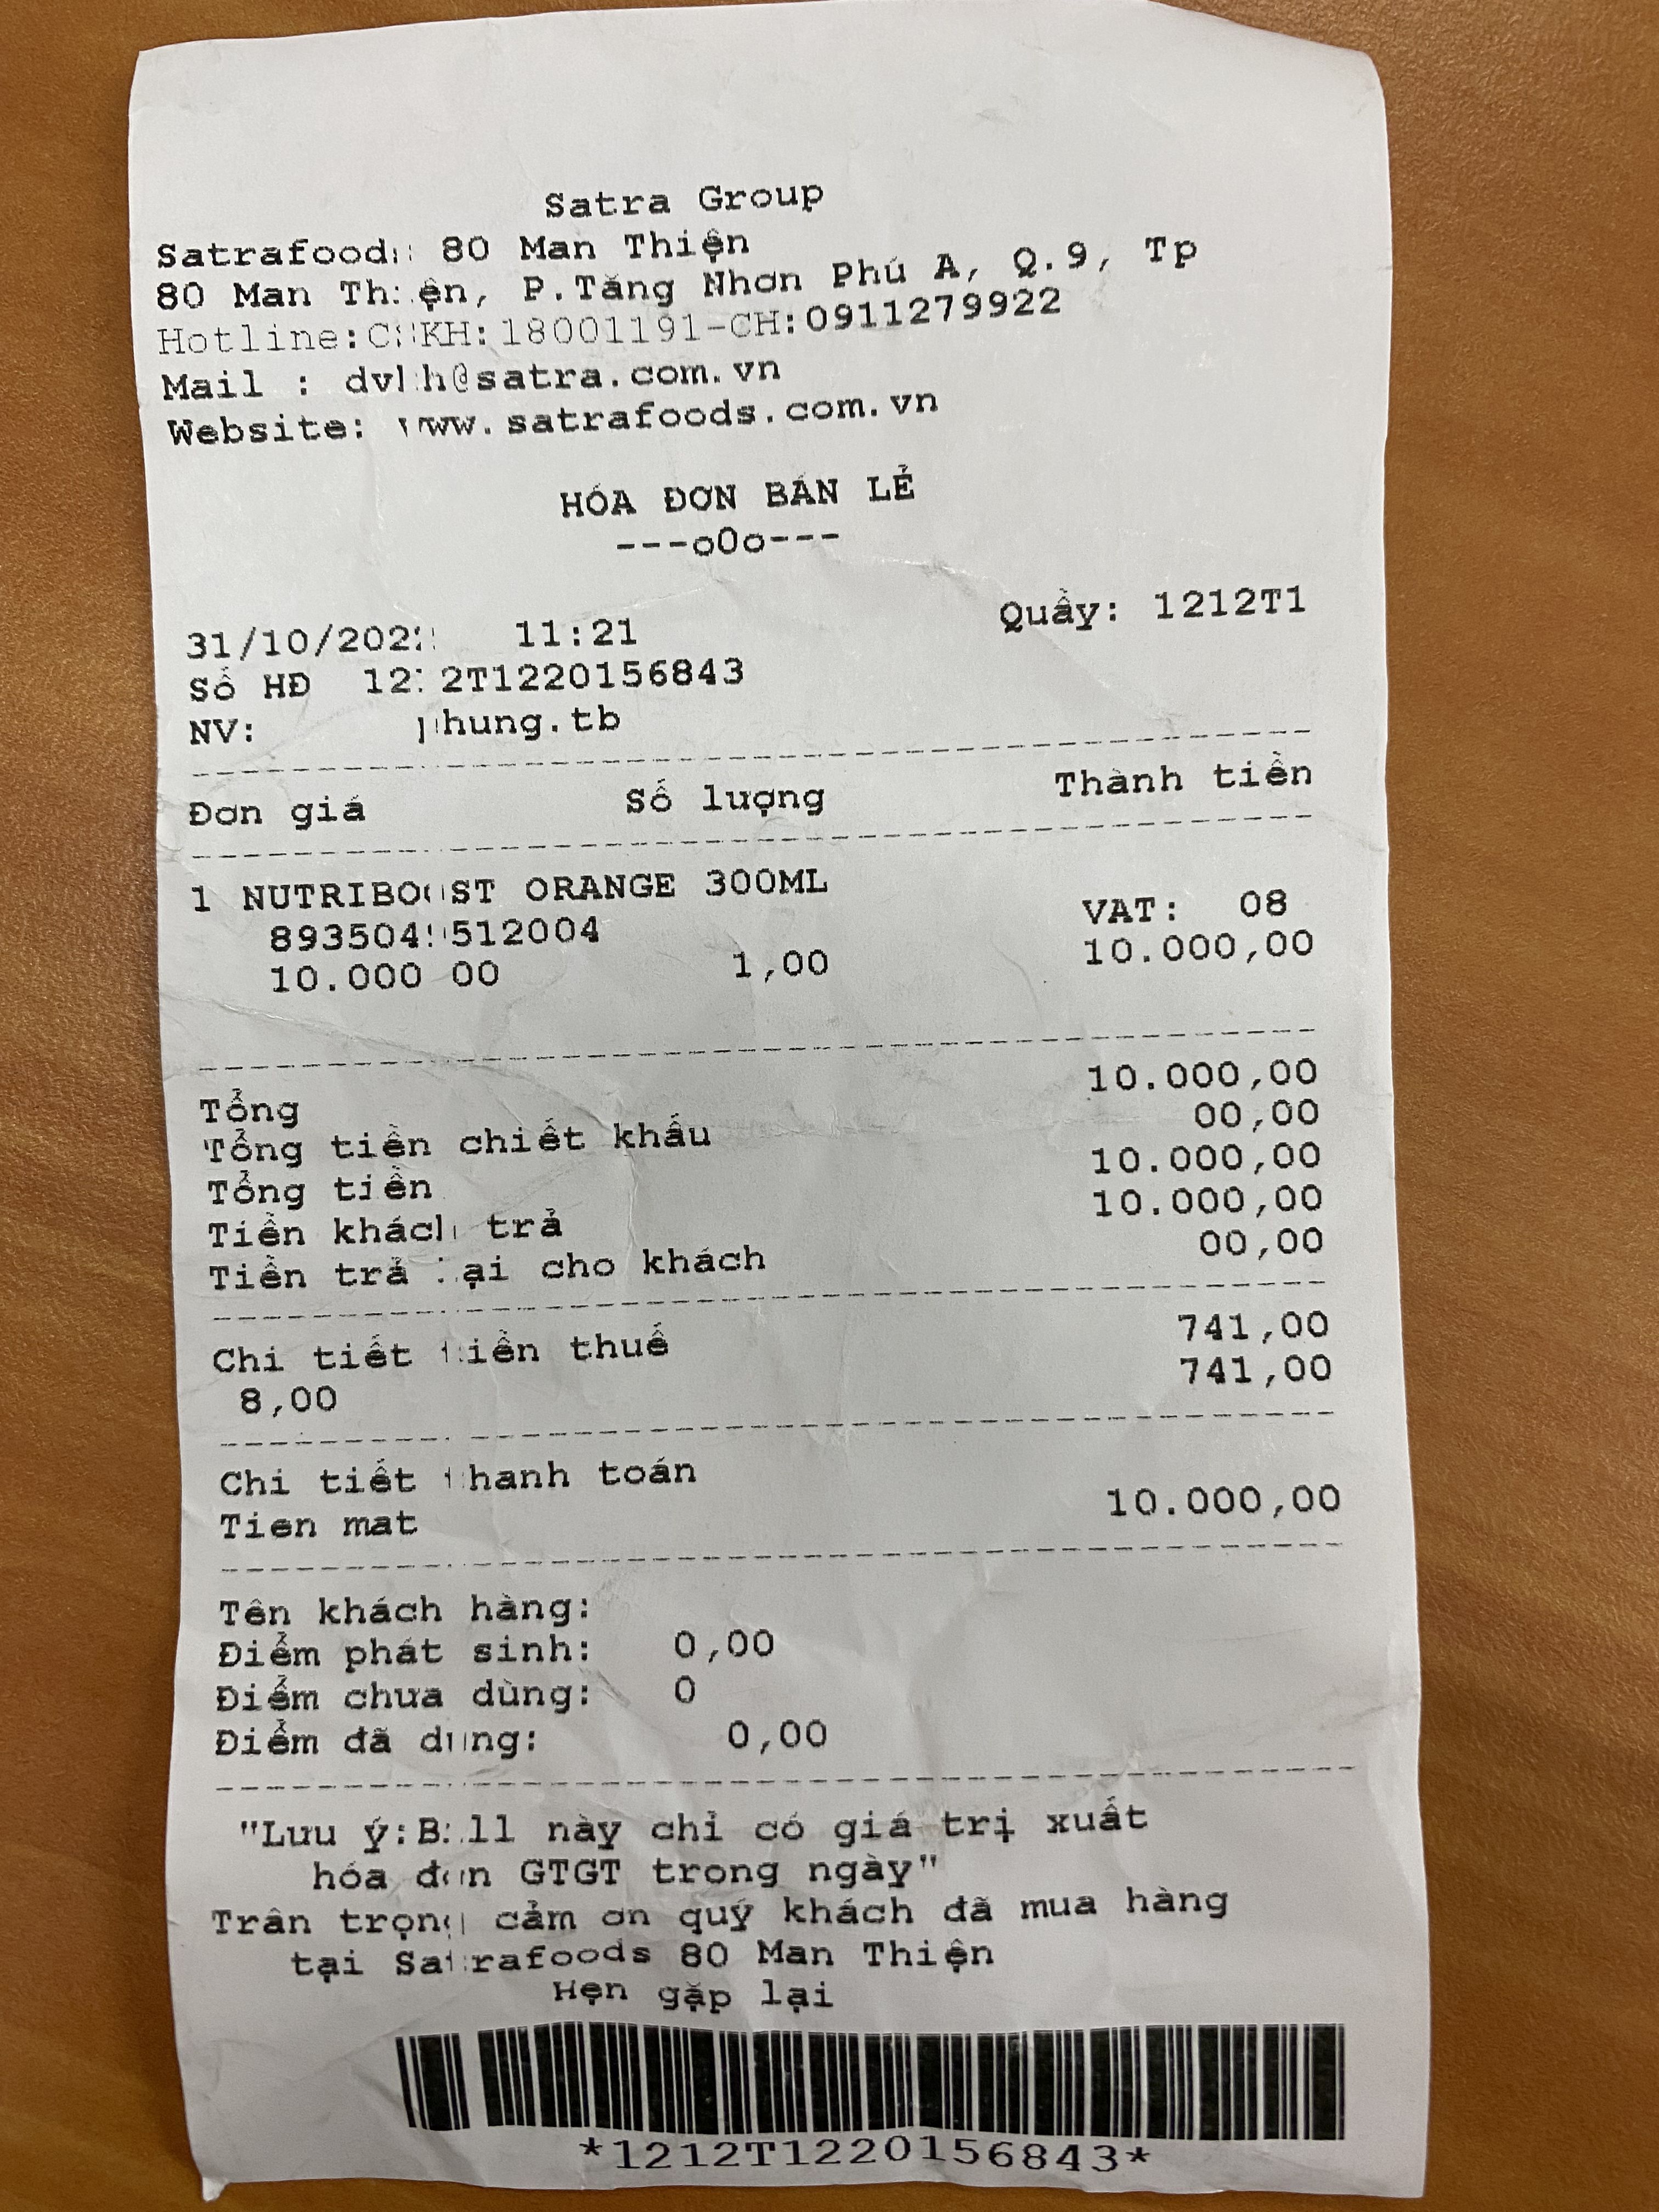 Satra Group
Satrafoods 80 Man Thiện
80 Man Thiện, P.Tăng Nhơn Phú A, Q.9, Tp
Hotline:CSKH:18001191-CH:0911279922
Mail : dvkh@satra.com.vn
Website: www.satrafoods.com.vn
HÓA ĐƠN BÁN LẺ
---oOo---
31/10/2022 11:21 Quầy: 1212T1
Số HĐ 1212T1220156843
NV: phung.tb
Đơn giá Số lượng Thành tiền
1 NUTRIBOOST ORANGE 300ML
8935049512004 VAT: 08
10.000 00 1,00 10.000,00
Tổng 10.000,00
Tổng tiền chiết khấu 00,00
Tổng tiền 10.000,00
Tiền khách trả 10.000,00
Tiền trả lại cho khách 00,00
Chi tiết tiền thuế 741,00
8,00 741,00
Chi tiết thanh toán
Tien mat 10.000,00
Tên khách hàng:
Điểm phát sinh: 0,00
Điểm chưa dùng: 0
Điểm đã dùng: 0,00
"Lưu ý:Bill này chỉ có giá trị xuất
hóa đơn GTGT trong ngày"
Trân trọng cảm ơn quý khách đã mua hàng
tại Satrafoods 80 Man Thiện
Hẹn gặp lại
*1212T1220156843*